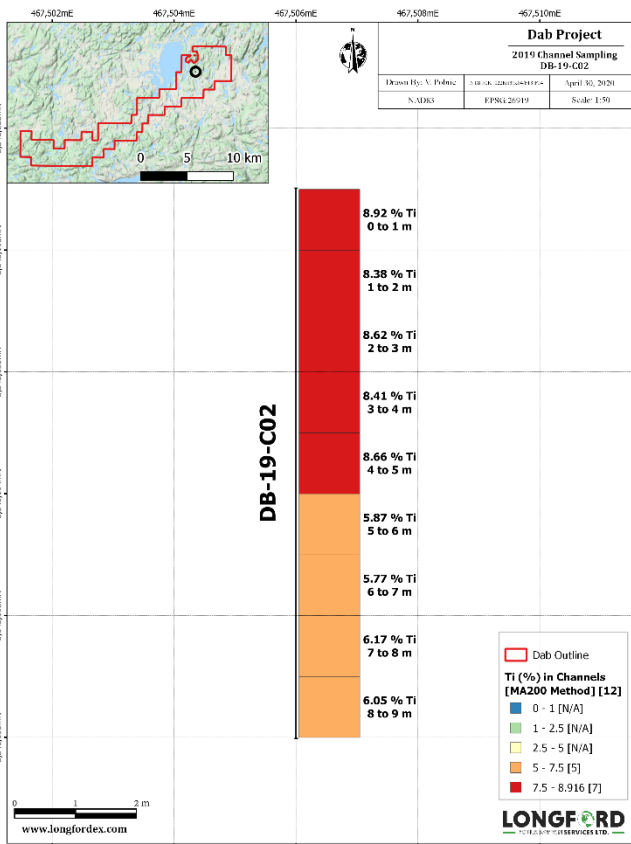 467,502mE 467,504mE 467,506mE 467,508mE 467,510mE
Dab Project
2019 Channel Sampling
DB-19-C02
Drawn By: V. Pobric
April 30, 2020
NAD83
EPSG:26919
Scale: 1:50
N
0 5 10 km
8.92 % Ti
0 to 1 m
8.38 % Ti
1 to 2 m
8.62 % Ti
2 to 3 m
8.41 % Ti
3 to 4 m
8.66 % Ti
4 to 5 m
5.87 % Ti
5 to 6 m
5.77 % Ti
6 to 7 m
6.17 % Ti
7 to 8 m
6.05 % Ti
8 to 9 m
DB-19-C02
Dab Outline
Ti (%) in Channels
[MA200 Method] [12]
0 - 1 [N/A]
1 - 2.5 [N/A]
2.5 - 5 [N/A]
5 - 7.5 [5]
7.5 - 8.916 [7]
0 1 2 m
www.longfordex.com
LONGFORD
SERVICES LTD.